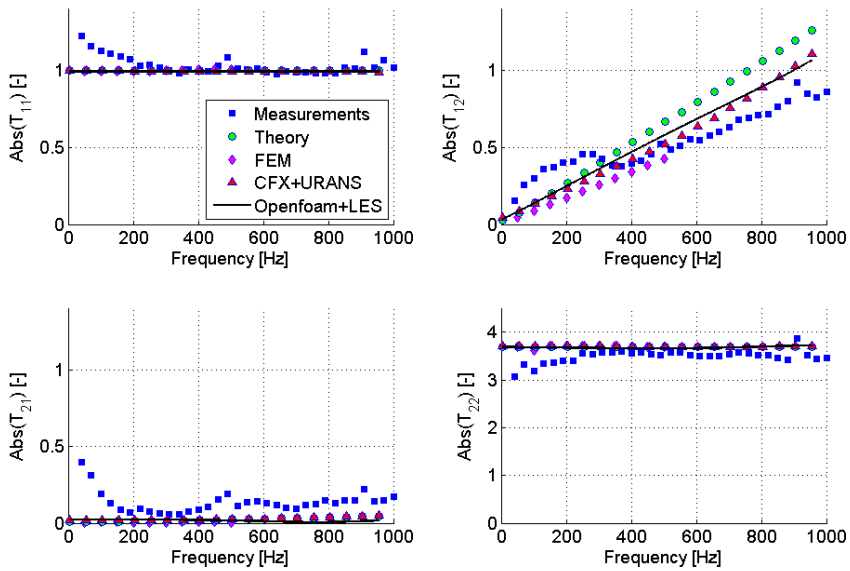 Abs(T11) [-]
1
0.5
0
0 200 400 600 800 1000
Frequency [Hz]
Measurements
Theory
FEM
CFX+URANS
Openfoam+LES
Abs(T12) [-]
1
0.5
0
0 200 400 600 800 1000
Frequency [Hz]
Abs(T21) [-]
1
0.5
0
0 200 400 600 800 1000
Frequency [Hz]
Abs(T22) [-]
4
3
2
1
0
0 200 400 600 800 1000
Frequency [Hz]